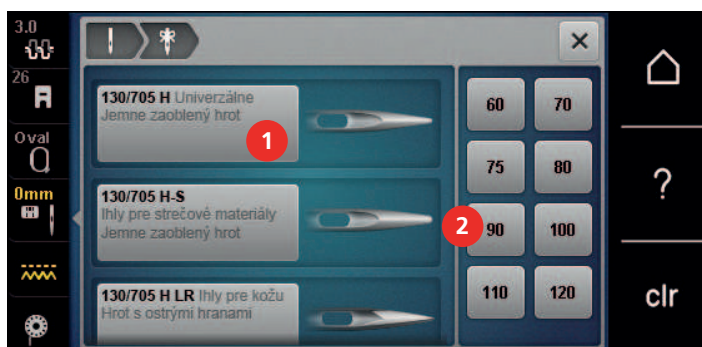 3.0
26
Oval
0mm
130/705 H Univerzálne
Jemne zaoblený hrot
1
130/705 H-S
Ihly pre strečové materiály
Jemne zaoblený hrot
130/705 H LR Ihly pre kožu
Hrot s ostrými hranami
60 70
75 80
2
90 100
110 120
?
clr